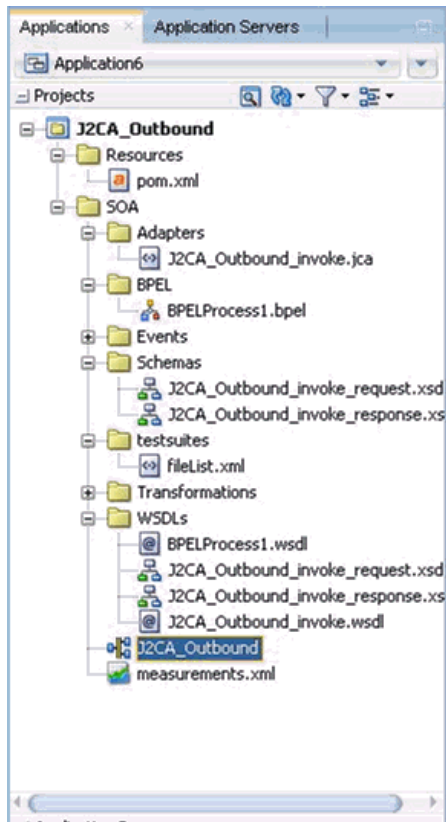 Applications Application Servers
Application6
Projects
J2CA_Outbound
Resources
pom.xml
SOA
Adapters
J2CA_Outbound_invoke.jca
BPEL
BPELProcess1.bpel
Events
Schemas
J2CA_Outbound_invoke_request.xsd
J2CA_Outbound_invoke_response.xs
testsuites
fileList.xml
Transformations
WSDLs
BPELProcess1.wsdl
J2CA_Outbound_invoke_request.xsd
J2CA_Outbound_invoke_response.xs
J2CA_Outbound_invoke.wsdl
J2CA_Outbound
measurements.xml